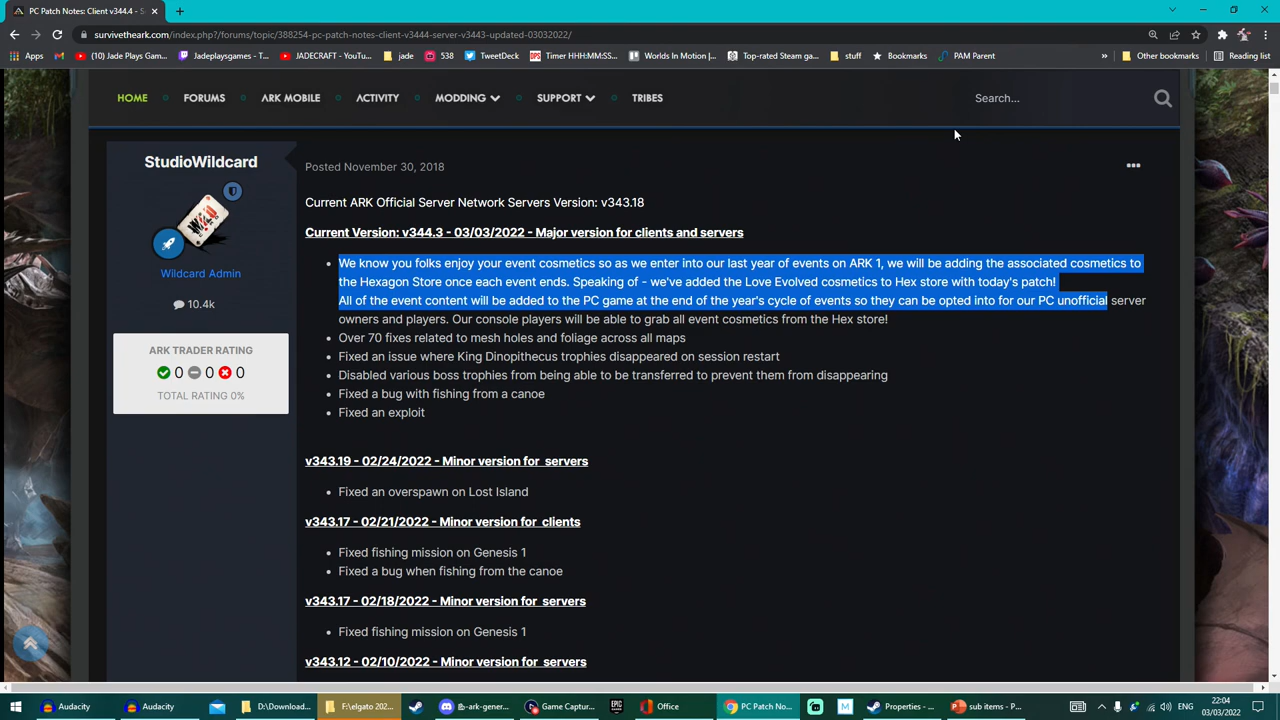 PC Patch Notes: Client v344.4 - S
survivetheark.com/index.php?/forums/topic/388254-pc-patch-notes-client-v3444-server-v3443-updated-03032022/
Apps
(10) Jade Plays Gam...
Jadeplaysgames - T...
JADECRAFT - YouTu...
jade
538
TweetDeck
Timer HHH:MM:SS...
Worlds In Motion |...
Top-rated Steam ga...
stuff
Bookmarks
PAM Parent
»
Other bookmarks
Reading list
HOME
FORUMS
ARK MOBILE
ACTIVITY
MODDING
SUPPORT
TRIBES
Search...
StudioWildcard
Wildcard Admin
10.4k
ARK TRADER RATING
0 0 0
TOTAL RATING 0%
Posted November 30, 2018
Current ARK Official Server Network Servers Version: v343.18
Current Version: v344.3 - 03/03/2022 - Major version for clients and servers
• We know you folks enjoy your event cosmetics so as we enter into our last year of events on ARK 1, we will be adding the associated cosmetics to
the Hexagon Store once each event ends. Speaking of - we've added the Love Evolved cosmetics to Hex store with today's patch!
All of the event content will be added to the PC game at the end of the year's cycle of events so they can be opted into for our PC unofficial server
owners and players. Our console players will be able to grab all event cosmetics from the Hex store!
• Over 70 fixes related to mesh holes and foliage across all maps
• Fixed an issue where King Dinopithecus trophies disappeared on session restart
• Disabled various boss trophies from being able to be transferred to prevent them from disappearing
• Fixed a bug with fishing from a canoe
• Fixed an exploit
v343.19 - 02/24/2022 - Minor version for servers
• Fixed an overspawn on Lost Island
v343.17 - 02/21/2022 - Minor version for clients
• Fixed fishing mission on Genesis 1
• Fixed a bug when fishing from the canoe
v343.17 - 02/18/2022 - Minor version for servers
• Fixed fishing mission on Genesis 1
v343.12 - 02/10/2022 - Minor version for servers
Audacity
Audacity
D:\Download...
F:\elgato 202...
🕭-ark-gener...
Game Captur...
Office
PC Patch No...
Properties - ...
sub items - P...
22:04
03/03/2022